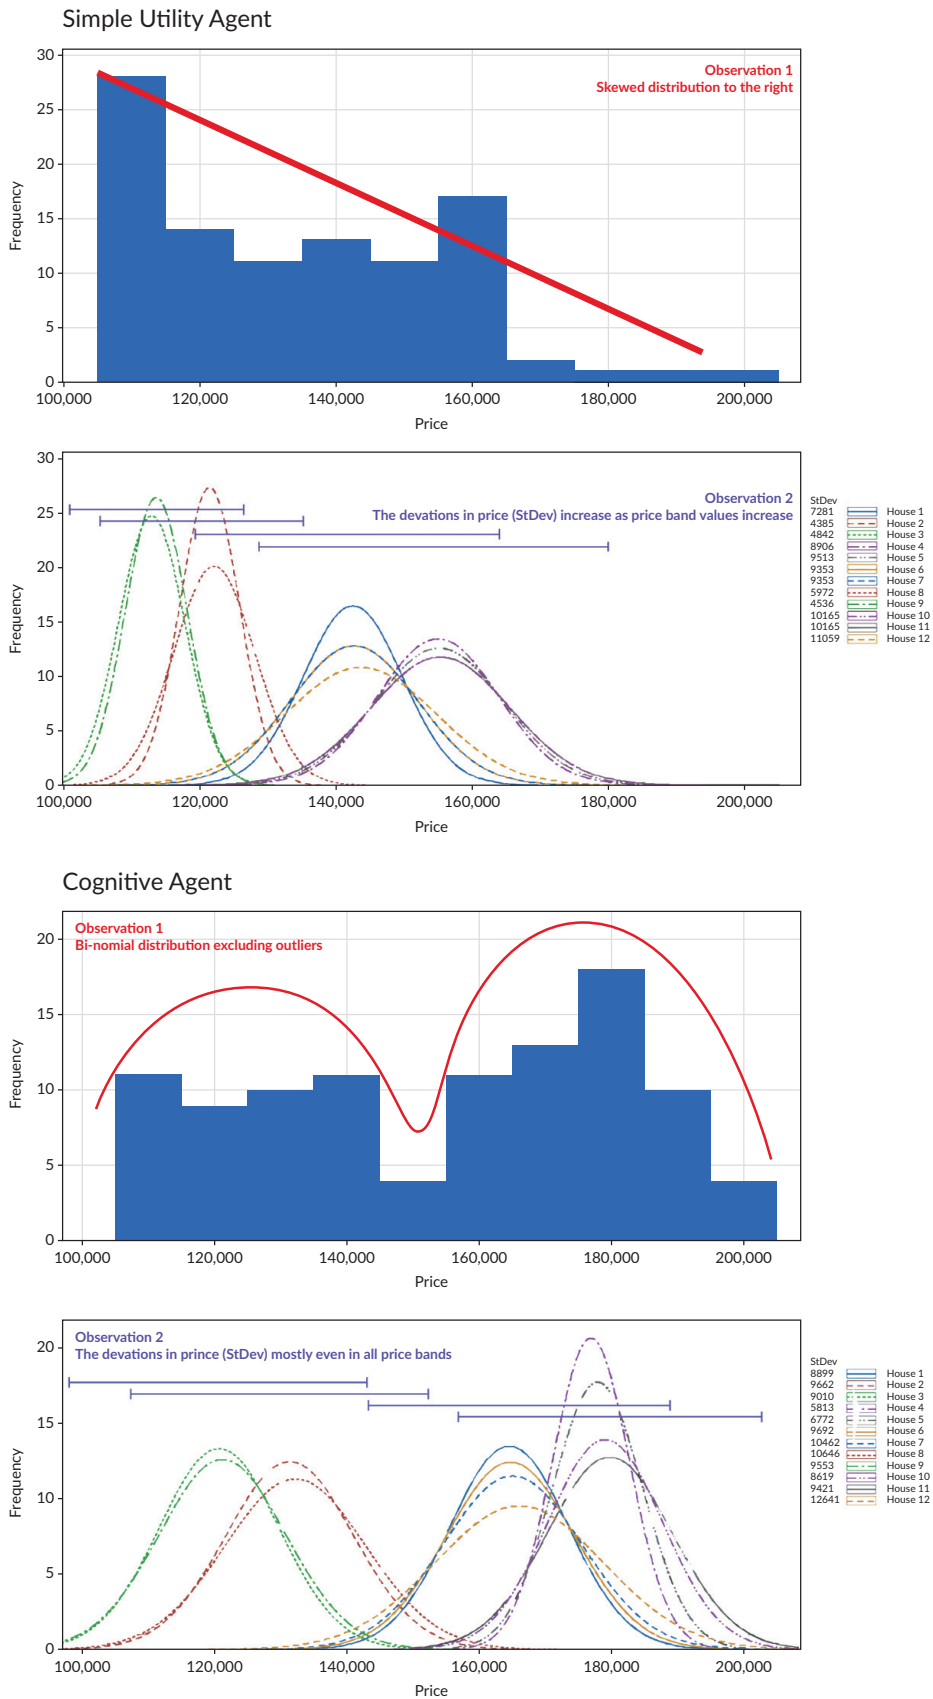 Simple Utility Agent
30
25
20
15
10
5
0
Frequency
Observation 1
Skewed distribution to the right
100,000 120,000 140,000 160,000 180,000 200,000
Price
30
25
20
15
10
5
0
Frequency
Observation 2
The devations in price (StDev) increase as price band values increase
100,000 120,000 140,000 160,000 180,000 200,000
Price
StDev
7281 House 1
4385 House 2
4842 House 3
8906 House 4
9513 House 5
9353 House 6
9353 House 7
5972 House 8
4536 House 9
10165 House 10
10165 House 11
11059 House 12
Cognitive Agent
Observation 1
Bi-nomial distribution excluding outliers
20
15
10
5
0
Frequency
100,000 120,000 140,000 160,000 180,000 200,000
Price
Observation 2
The devations in prince (StDev) mostly even in all price bands
20
15
10
5
0
Frequency
100,000 120,000 140,000 160,000 180,000 200,000
Price
StDev
8899 House 1
9662 House 2
9010 House 3
5813 House 4
6772 House 5
9692 House 6
10462 House 7
10646 House 8
9553 House 9
8619 House 10
9421 House 11
12641 House 12